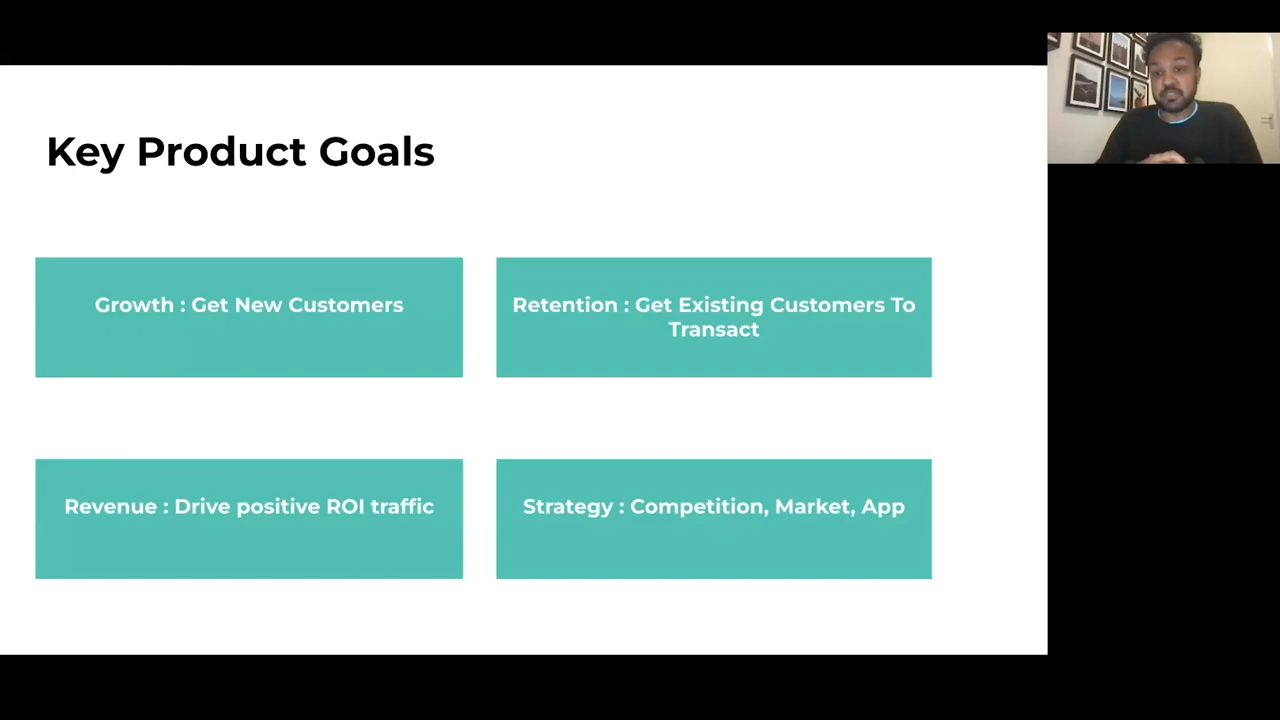 Key Product Goals
Growth : Get New Customers
Retention : Get Existing Customers To
Transact
Revenue : Drive positive ROI traffic
Strategy : Competition, Market, App